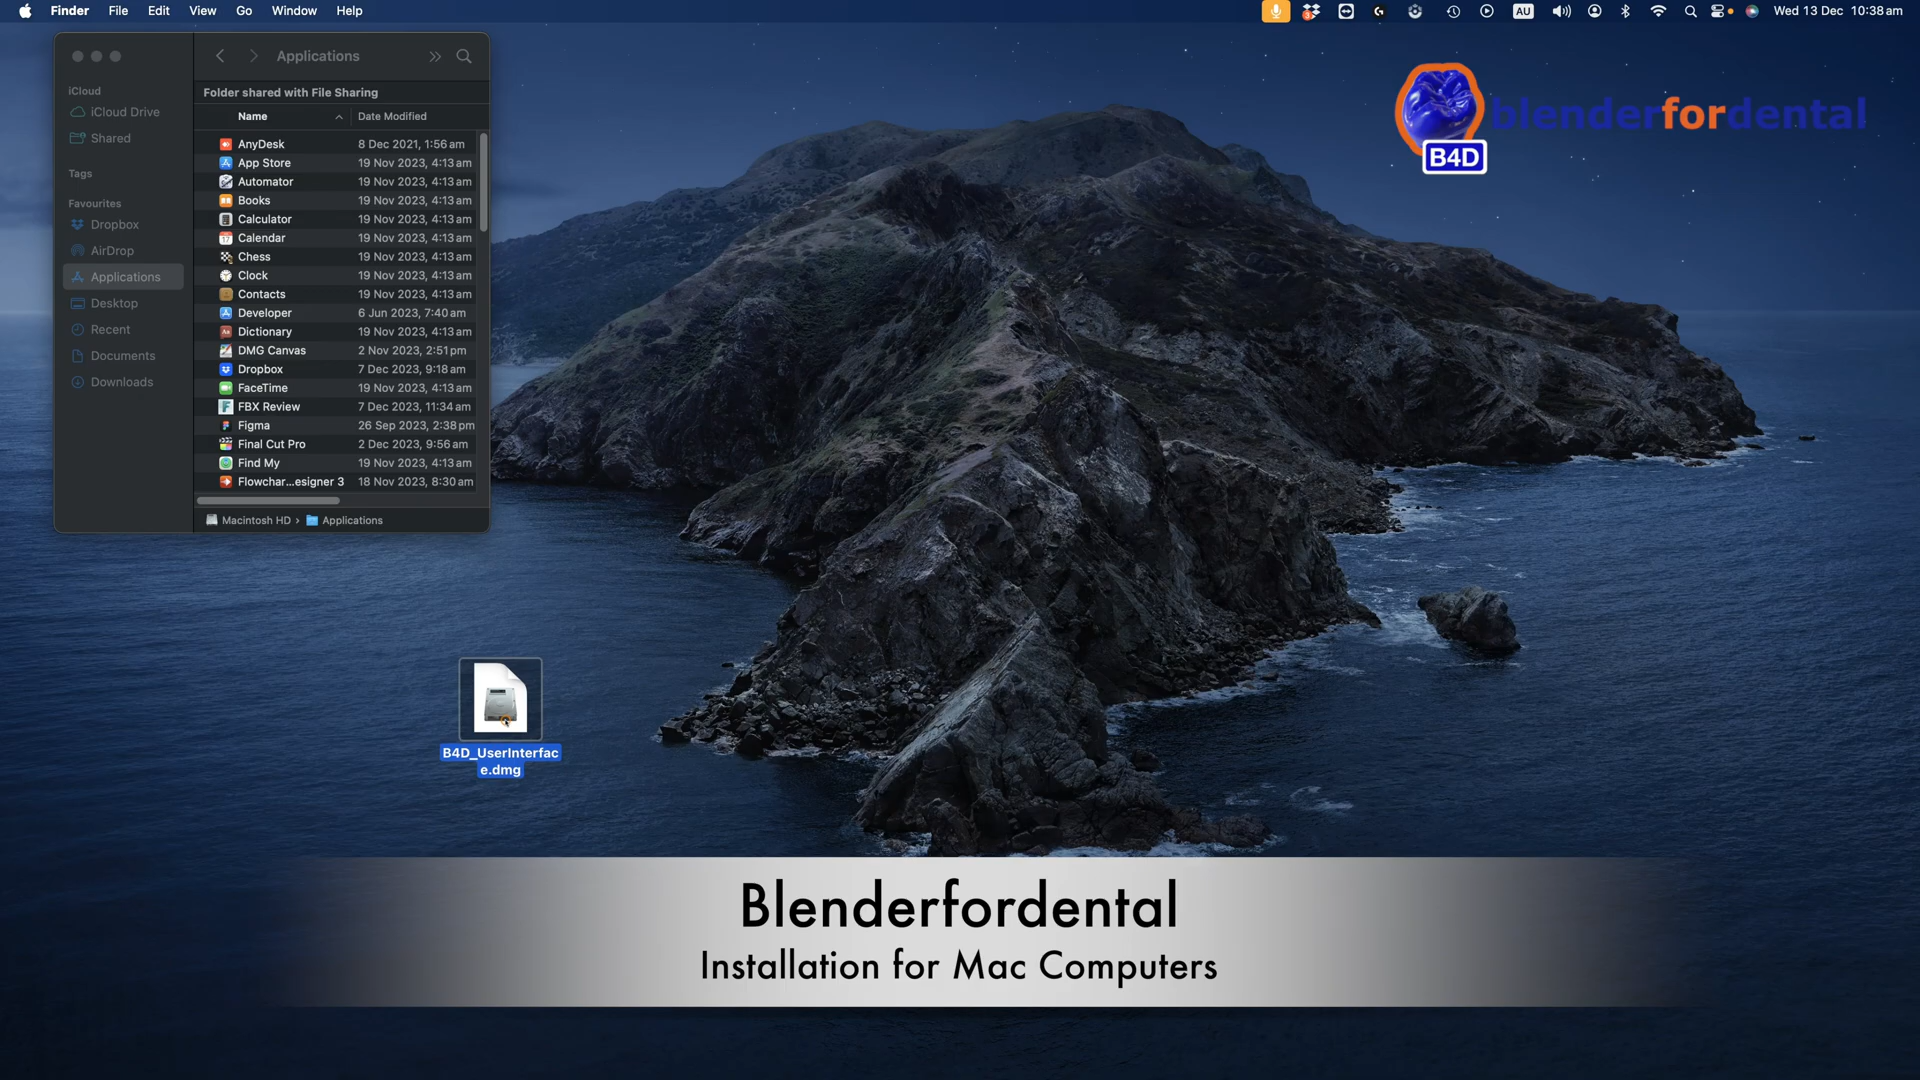 Finder File Edit View Go Window Help
AU Wed 13 Dec 10:38 am
Applications
iCloud
iCloud Drive
Shared
Tags
Favourites
Dropbox
AirDrop
Applications
Desktop
Recent
Documents
Downloads
Folder shared with File Sharing
Name Date Modified
AnyDesk 8 Dec 2021, 1:56 am
App Store 19 Nov 2023, 4:13 am
Automator 19 Nov 2023, 4:13 am
Books 19 Nov 2023, 4:13 am
Calculator 19 Nov 2023, 4:13 am
Calendar 19 Nov 2023, 4:13 am
Chess 19 Nov 2023, 4:13 am
Clock 19 Nov 2023, 4:13 am
Contacts 19 Nov 2023, 4:13 am
Developer 6 Jun 2023, 7:40 am
Dictionary 19 Nov 2023, 4:13 am
DMG Canvas 2 Nov 2023, 2:51 pm
Dropbox 7 Dec 2023, 9:18 am
FaceTime 19 Nov 2023, 4:13 am
FBX Review 7 Dec 2023, 11:34 am
Figma 26 Sep 2023, 2:38 pm
Final Cut Pro 2 Dec 2023, 9:56 am
Find My 19 Nov 2023, 4:13 am
Flowchar...esigner 3 18 Nov 2023, 8:30 am
Macintosh HD › Applications
blenderfordental
B4D
B4D_UserInterfac
e.dmg
Blenderfordental
Installation for Mac Computers